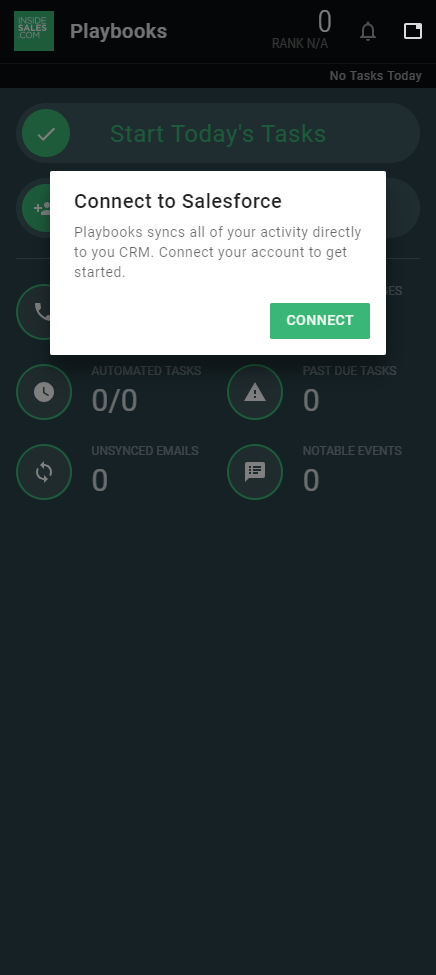 INSIDE
SALES
.COM
Playbooks
0
RANK N/A
No Tasks Today
Start Today's Tasks
Connect to Salesforce
Playbooks syncs all of your activity directly
to you CRM. Connect your account to get
started.
CONNECT
AUTOMATED TASKS
0/0
PAST DUE TASKS
0
UNSYNCED EMAILS
0
NOTABLE EVENTS
0